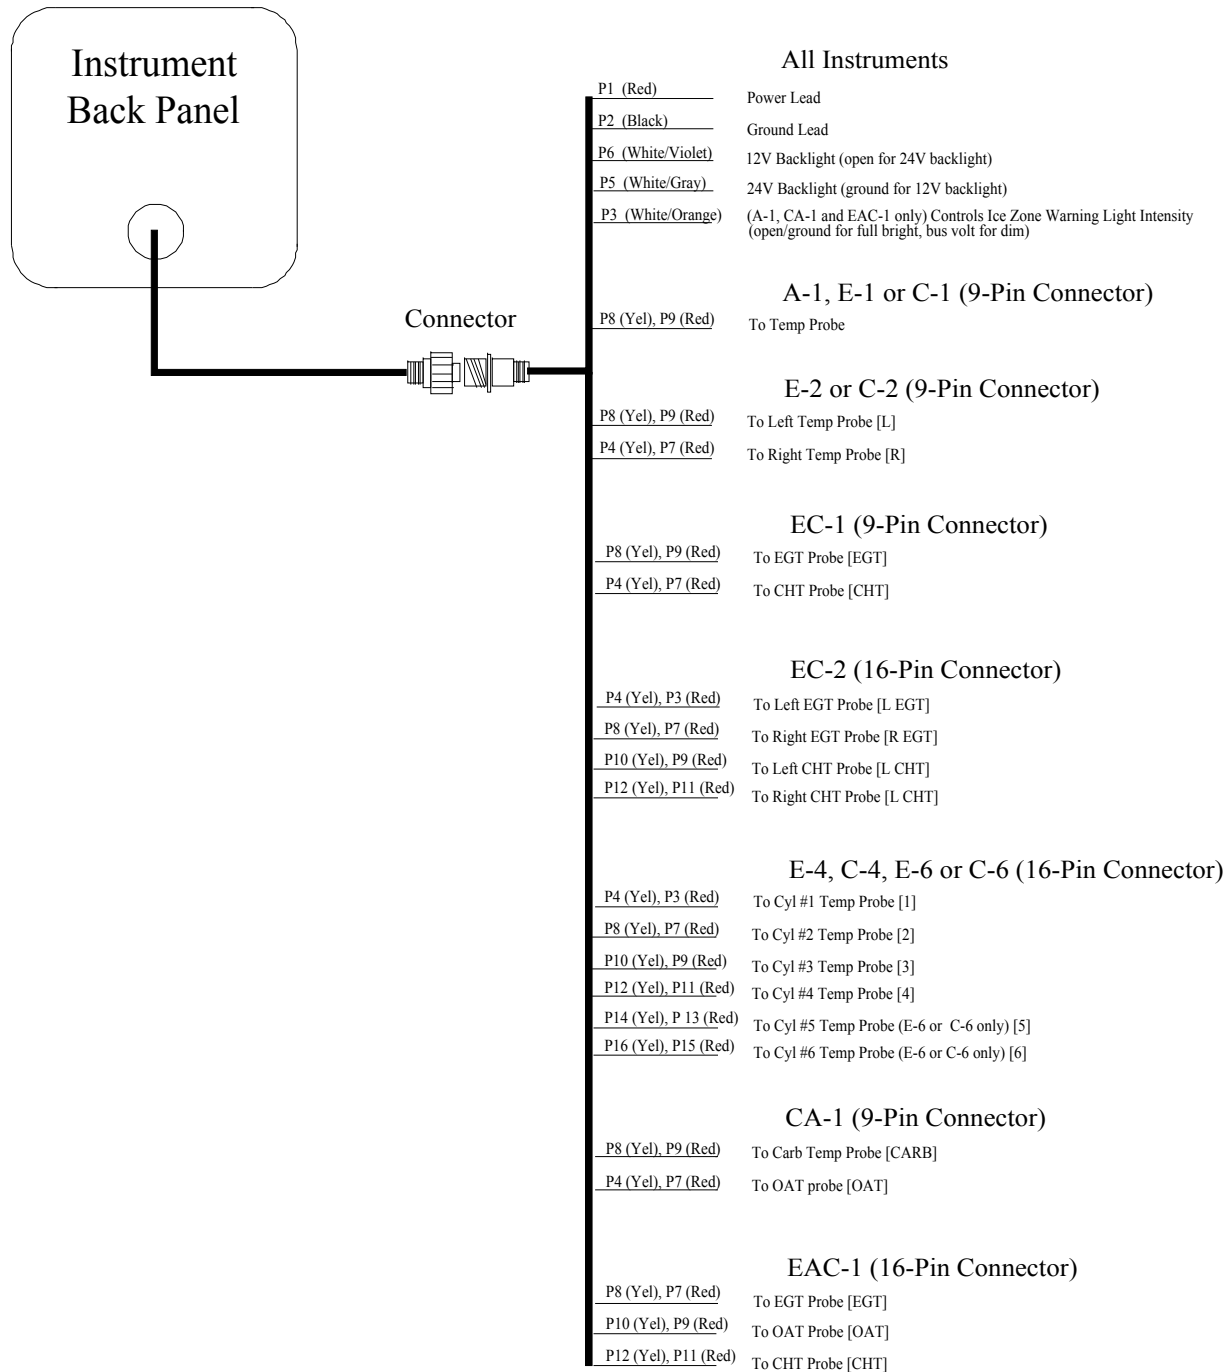 Instrument
Back Panel
Connector
All Instruments
P1 (Red) Power Lead
P2 (Black) Ground Lead
P6 (White/Violet) 12V Backlight (open for 24V backlight)
P5 (White/Gray) 24V Backlight (ground for 12V backlight)
P3 (White/Orange) (A-1, CA-1 and EAC-1 only) Controls Ice Zone Warning Light Intensity
(open/ground for full bright, bus volt for dim)
A-1, E-1 or C-1 (9-Pin Connector)
P8 (Yel), P9 (Red) To Temp Probe
E-2 or C-2 (9-Pin Connector)
P8 (Yel), P9 (Red) To Left Temp Probe [L]
P4 (Yel), P7 (Red) To Right Temp Probe [R]
EC-1 (9-Pin Connector)
P8 (Yel), P9 (Red) To EGT Probe [EGT]
P4 (Yel), P7 (Red) To CHT Probe [CHT]
EC-2 (16-Pin Connector)
P4 (Yel), P3 (Red) To Left EGT Probe [L EGT]
P8 (Yel), P7 (Red) To Right EGT Probe [R EGT]
P10 (Yel), P9 (Red) To Left CHT Probe [L CHT]
P12 (Yel), P11 (Red) To Right CHT Probe [L CHT]
E-4, C-4, E-6 or C-6 (16-Pin Connector)
P4 (Yel), P3 (Red) To Cyl #1 Temp Probe [1]
P8 (Yel), P7 (Red) To Cyl #2 Temp Probe [2]
P10 (Yel), P9 (Red) To Cyl #3 Temp Probe [3]
P12 (Yel), P11 (Red) To Cyl #4 Temp Probe [4]
P14 (Yel), P 13 (Red) To Cyl #5 Temp Probe (E-6 or C-6 only) [5]
P16 (Yel), P15 (Red) To Cyl #6 Temp Probe (E-6 or C-6 only) [6]
CA-1 (9-Pin Connector)
P8 (Yel), P9 (Red) To Carb Temp Probe [CARB]
P4 (Yel), P7 (Red) To OAT probe [OAT]
EAC-1 (16-Pin Connector)
P8 (Yel), P7 (Red) To EGT Probe [EGT]
P10 (Yel), P9 (Red) To OAT Probe [OAT]
P12 (Yel), P11 (Red) To CHT Probe [CHT]